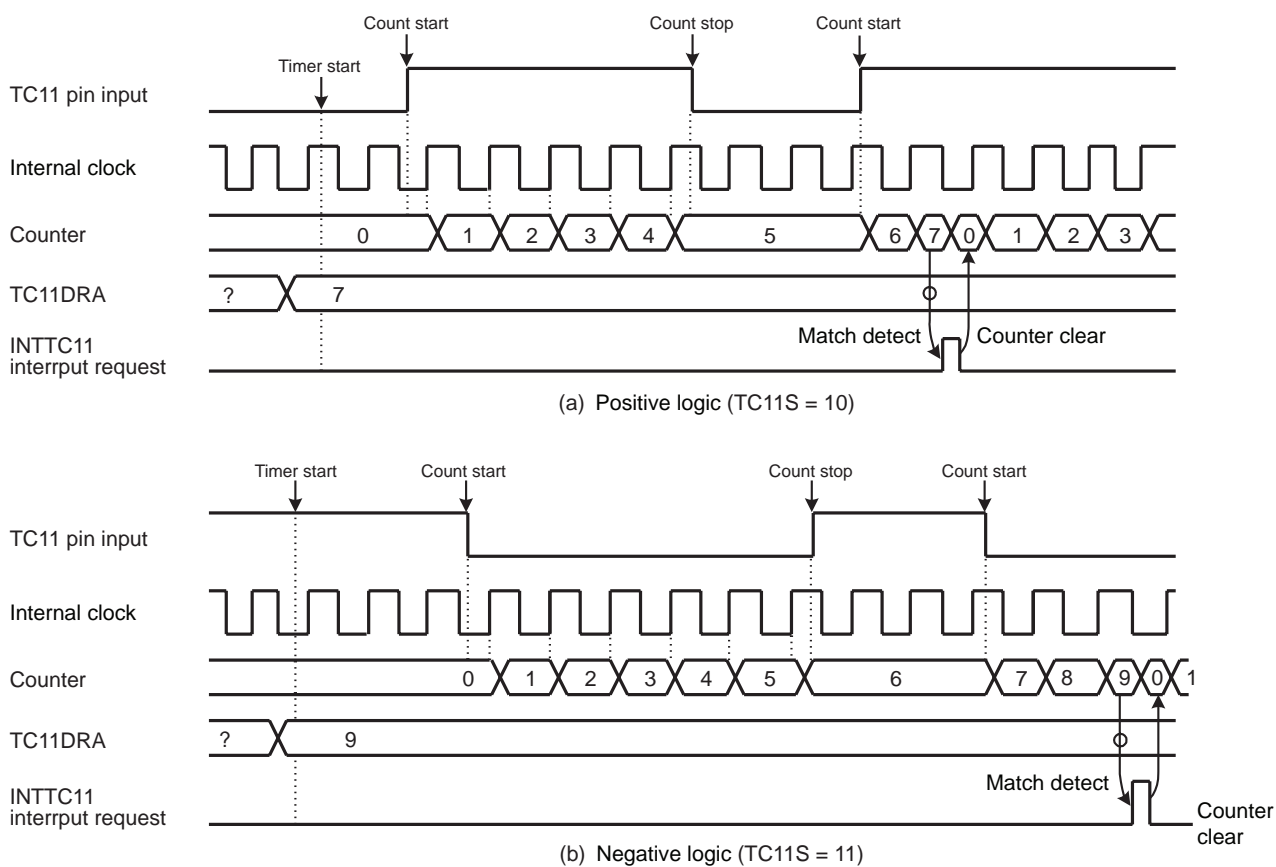 Count start Count stop Count start
Timer start
TC11 pin input
Internal clock
Counter 0 1 2 3 4 5 6 7 0 1 2 3
TC11DRA ? 7
Match detect Counter clear
INTTC11
interrput request
(a) Positive logic (TC11S = 10)
Timer start Count start Count stop Count start
TC11 pin input
Internal clock
Counter 0 1 2 3 4 5 6 7 8 9 0 1
TC11DRA ? 9
Match detect
INTTC11
interrput request
Counter
clear
(b) Negative logic (TC11S = 11)